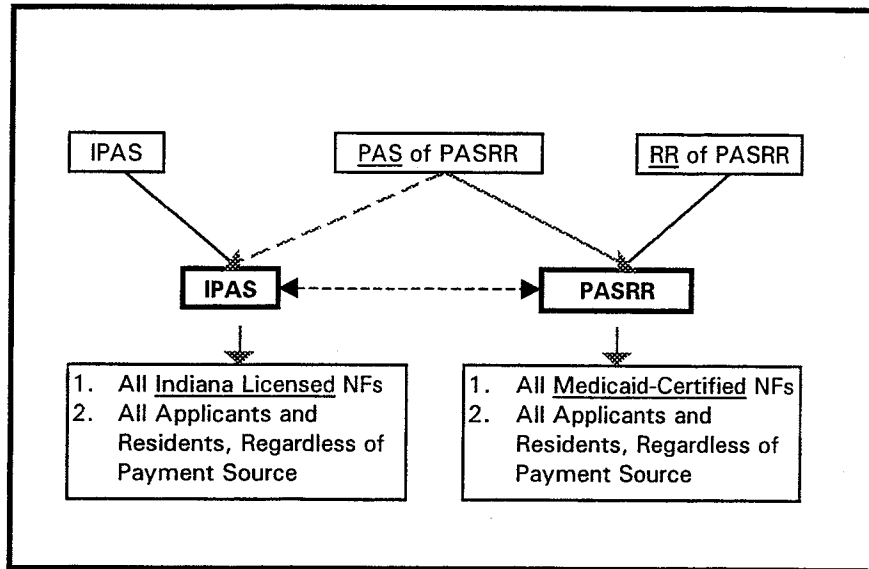 IPAS
PAS of PASRR
RR of PASRR
IPAS
PASRR
1. All Indiana Licensed NFs
2. All Applicants and
Residents, Regardless of
Payment Source
1. All Medicaid-Certified NFs
2. All Applicants and
Residents, Regardless of
Payment Source